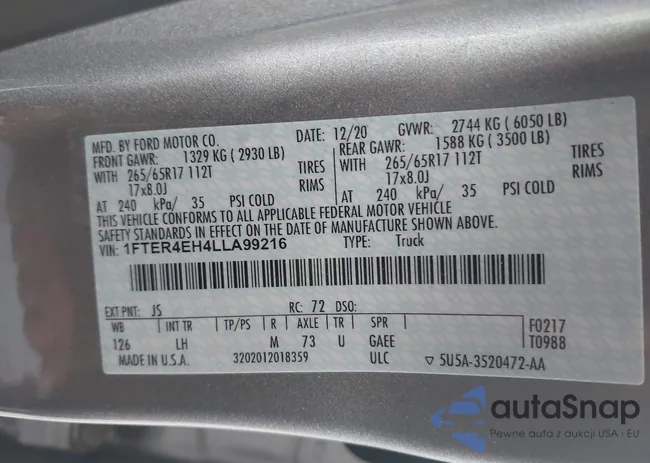 MFD. BY FORD MOTOR CO. DATE: 12/20 GVWR: 2744 KG ( 6050 LB)
FRONT GAWR: 1329 KG ( 2930 LB) REAR GAWR: 1588 KG ( 3500 LB)
WITH 265/65R17 112T TIRES WITH 265/65R17 112T TIRES
17x8.0J RIMS 17x8.0J RIMS
AT 240 kPa/ 35 PSI COLD AT 240 kPa/ 35 PSI COLD
THIS VEHICLE CONFORMS TO ALL APPLICABLE FEDERAL MOTOR VEHICLE
SAFETY STANDARDS IN EFFECT ON THE DATE OF MANUFACTURE SHOWN ABOVE.
VIN: 1FTER4EH4LLA99216 TYPE: Truck
EXT PNT: JS RC: 72 DSO:
WB INT TR TP/PS R AXLE TR SPR F0217
126 LH M 73 U GAEE T0988
MADE IN U.S.A. 3202012018359 ULC ▽ 5U5A-3520472-AA
autaSnap
Pewne auta z aukcji USA i EU